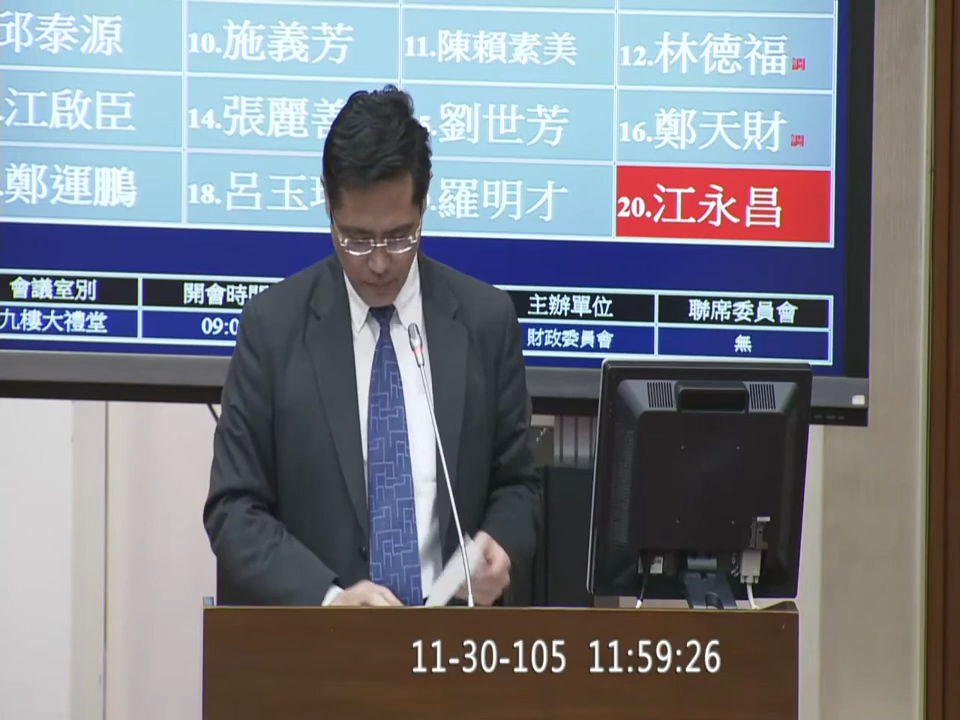 邱泰源 10.施義芳 11.陳賴素美 12.林德福 調
江啟臣 14.張麗善 劉世芳 16.鄭天財 調
鄭運鵬 18.呂玉 羅明才 20.江永昌
會議室別 開會時間 主辦單位 聯席委員會
九樓大禮堂 09:0 財政委員會 無
11-30-105 11:59:26